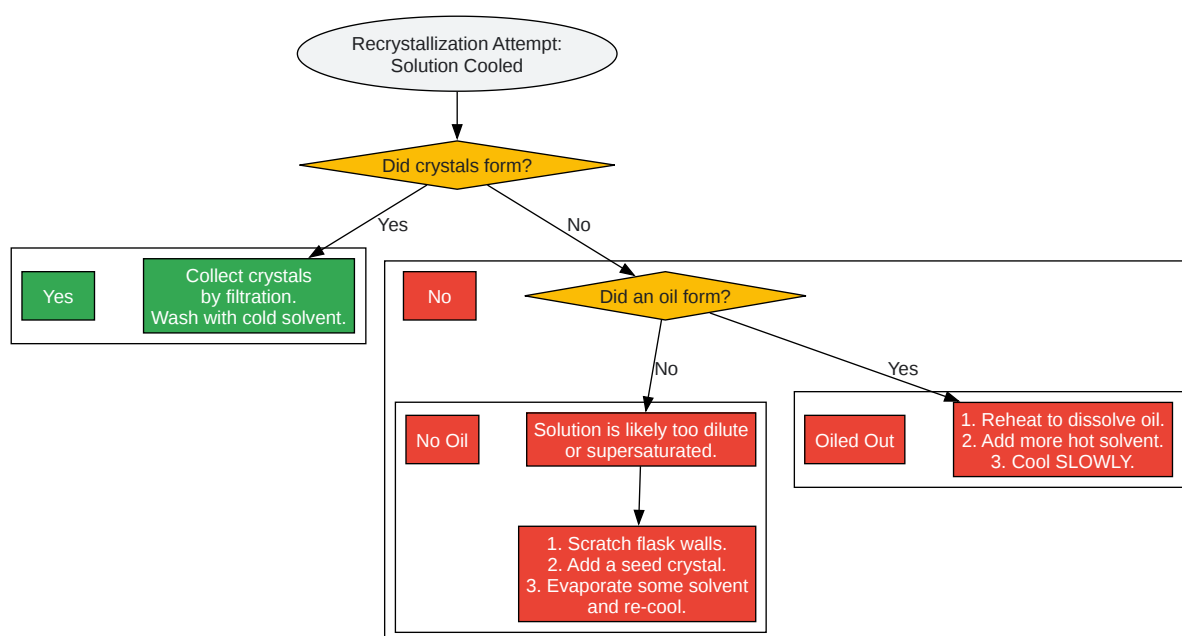 Recrystallization Attempt:
Solution Cooled
Did crystals form?
Yes
No
Yes
Collect crystals
by filtration.
Wash with cold solvent.
No
Did an oil form?
No
Yes
No Oil
Solution is likely too dilute
or supersaturated.
Oiled Out
1. Reheat to dissolve oil.
2. Add more hot solvent.
3. Cool SLOWLY.
1. Scratch flask walls.
2. Add a seed crystal.
3. Evaporate some solvent
and re-cool.